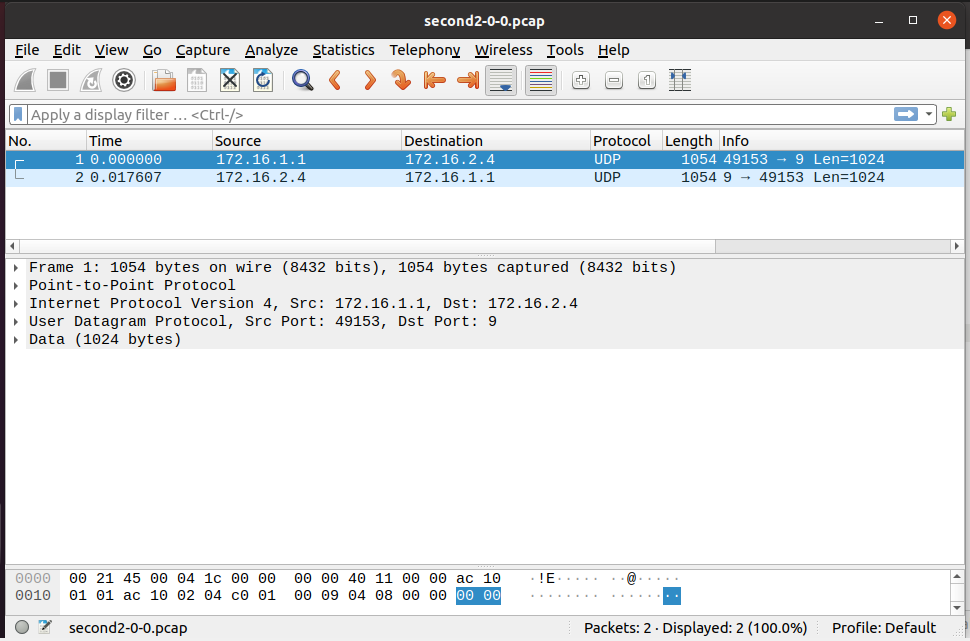 second2-0-0.pcap
File Edit View Go Capture Analyze Statistics Telephony Wireless Tools Help
Apply a display filter … <Ctrl-/>
No. Time Source Destination Protocol Length Info
1 0.000000 172.16.1.1 172.16.2.4 UDP 1054 49153 → 9 Len=1024
2 0.017607 172.16.2.4 172.16.1.1 UDP 1054 9 → 49153 Len=1024
Frame 1: 1054 bytes on wire (8432 bits), 1054 bytes captured (8432 bits)
Point-to-Point Protocol
Internet Protocol Version 4, Src: 172.16.1.1, Dst: 172.16.2.4
User Datagram Protocol, Src Port: 49153, Dst Port: 9
Data (1024 bytes)
0000 00 21 45 00 04 1c 00 00 00 00 40 11 00 00 ac 10 ·!E····· ··@·····
0010 01 01 ac 10 02 04 c0 01 00 09 04 08 00 00 00 00 ········ ········
second2-0-0.pcap Packets: 2 · Displayed: 2 (100.0%) Profile: Default